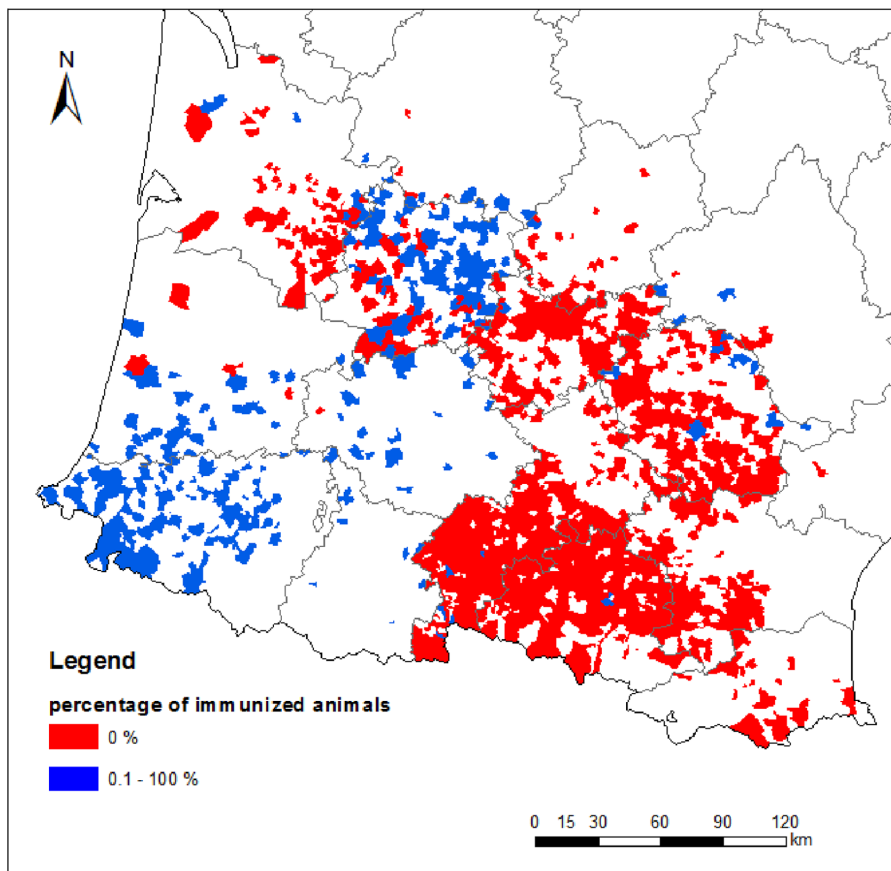 N
Legend
percentage of immunized animals
0 %
0.1 - 100 %
0 15 30 60 90 120
km